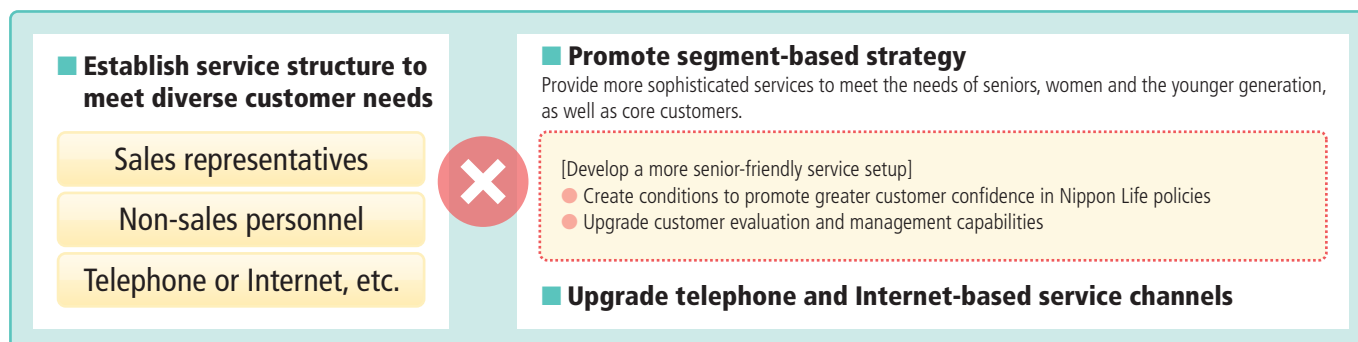 Establish service structure to
meet diverse customer needs
Sales representatives
Non-sales personnel
Telephone or Internet, etc.
Promote segment-based strategy
Provide more sophisticated services to meet the needs of seniors, women and the younger generation,
as well as core customers.
[Develop a more senior-friendly service setup]
Create conditions to promote greater customer confidence in Nippon Life policies
Upgrade customer evaluation and management capabilities
Upgrade telephone and Internet-based service channels